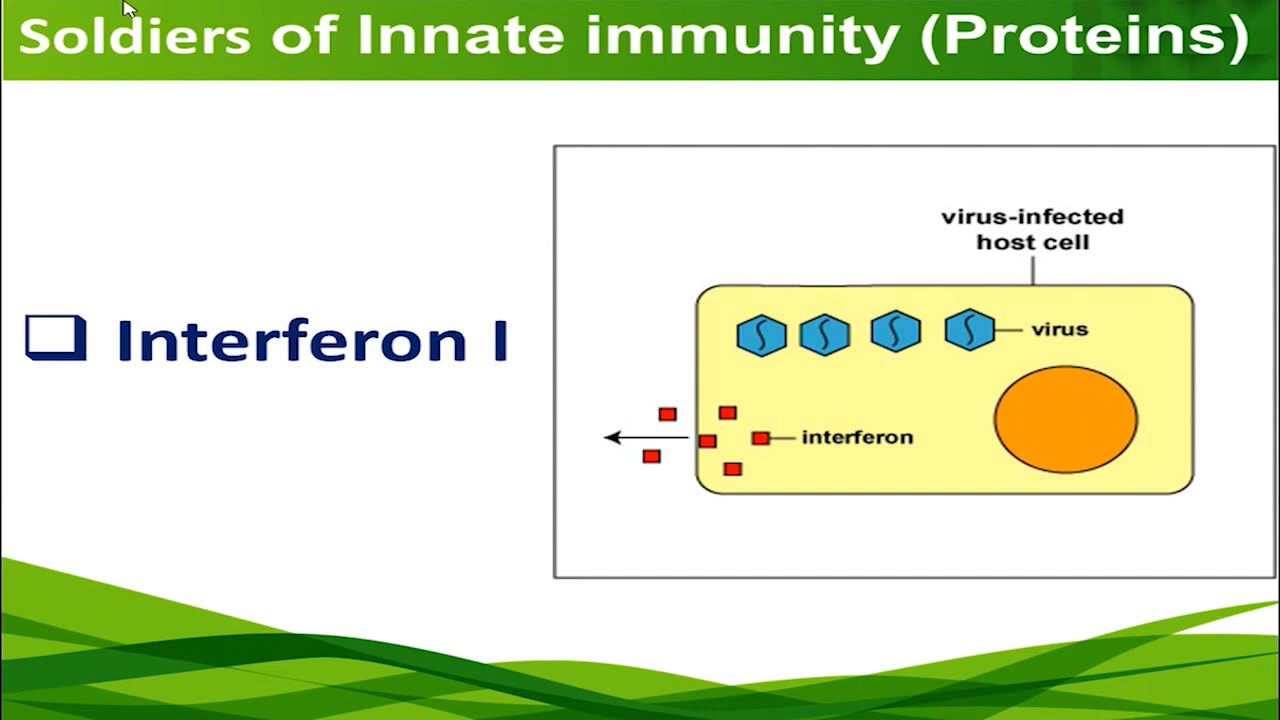 Soldiers of Innate immunity (Proteins)
Interferon I
virus-infected
host cell
virus
interferon